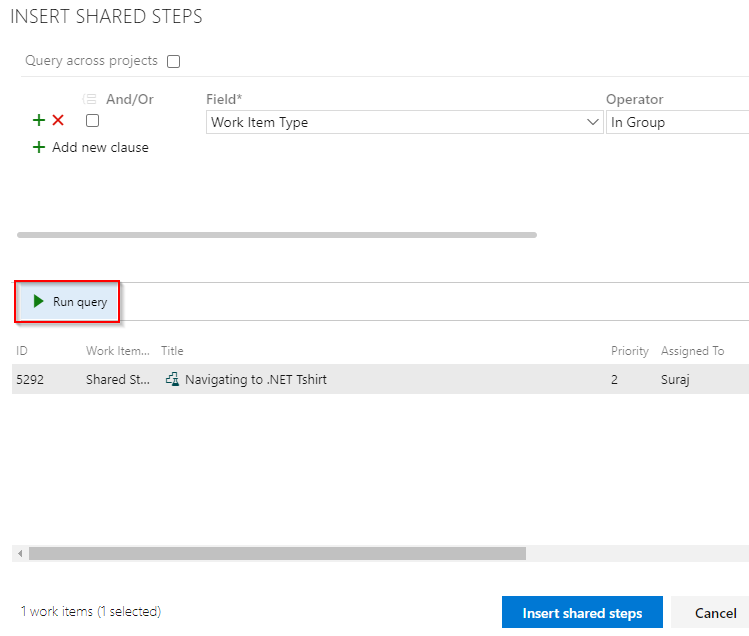 INSERT SHARED STEPS
Query across projects
And/Or Field* Operator
Work Item Type In Group
Add new clause
Run query
ID Work Item... Title Priority Assigned To
5292 Shared St... Navigating to .NET Tshirt 2 Suraj
1 work items (1 selected)
Insert shared steps Cancel